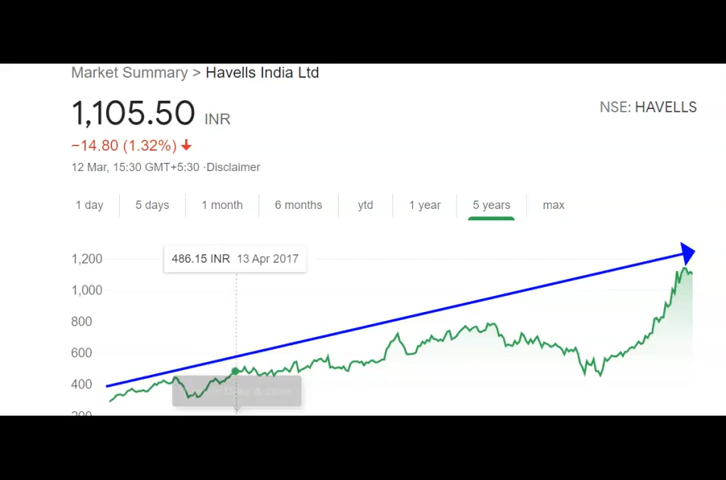 Market Summary > Havells India Ltd
1,105.50 INR
NSE: HAVELLS
−14.80 (1.32%)
12 Mar, 15:30 GMT+5:30 ·Disclaimer
1 day 5 days 1 month 6 months ytd 1 year 5 years max
486.15 INR 13 Apr 2017
1,200
1,000
800
600
400
200